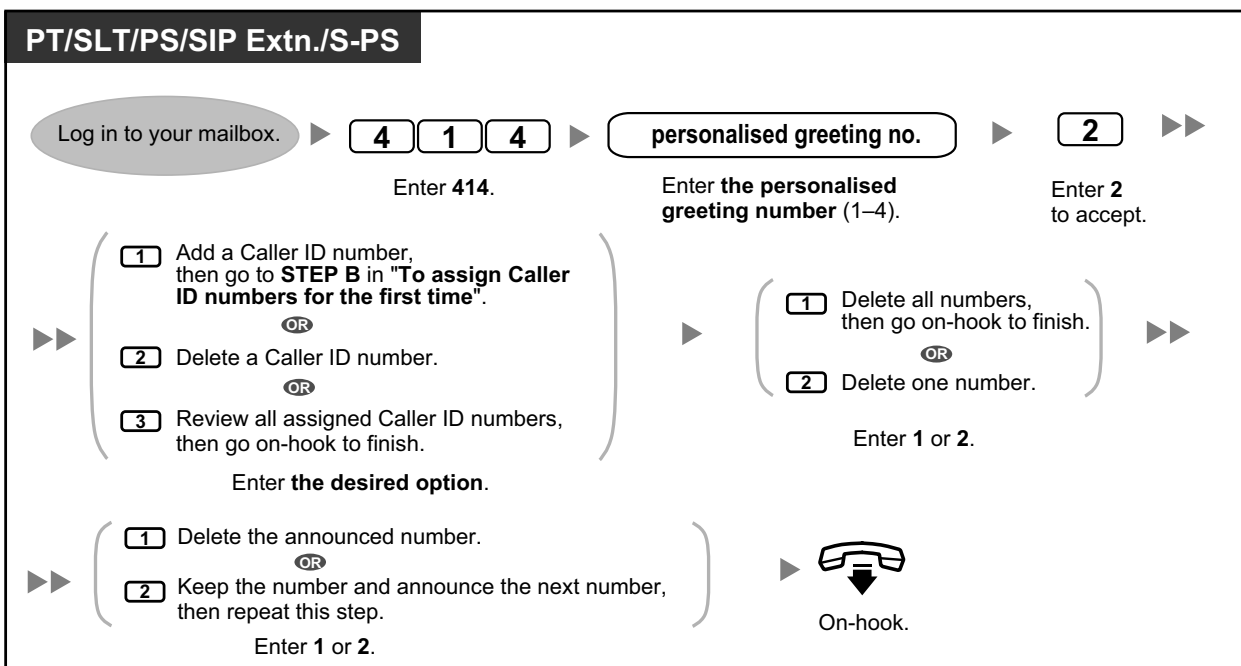 PT/SLT/PS/SIP Extn./S-PS
Log in to your mailbox.
4 1 4
Enter 414.
personalised greeting no.
Enter the personalised
greeting number (1–4).
2
Enter 2
to accept.
1 Add a Caller ID number,
then go to STEP B in "To assign Caller
ID numbers for the first time".
OR
2 Delete a Caller ID number.
OR
3 Review all assigned Caller ID numbers,
then go on-hook to finish.
Enter the desired option.
1 Delete all numbers,
then go on-hook to finish.
OR
2 Delete one number.
Enter 1 or 2.
1 Delete the announced number.
OR
2 Keep the number and announce the next number,
then repeat this step.
Enter 1 or 2.
On-hook.